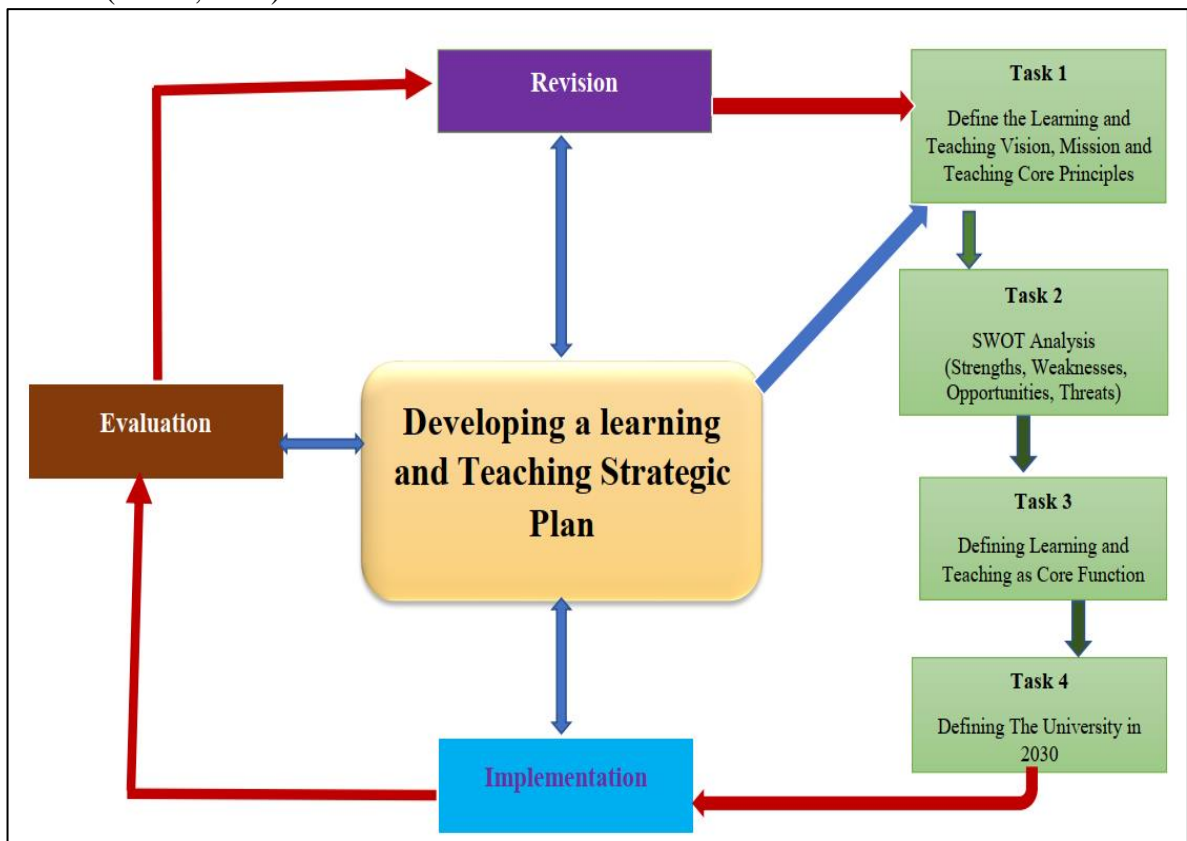 Revision
Task 1
Define the Learning and
Teaching Vision, Mission and
Teaching Core Principles
Task 2
SWOT Analysis
(Strengths, Weaknesses,
Opportunities, Threats)
Evaluation
Developing a learning
and Teaching Strategic
Plan
Task 3
Defining Learning and
Teaching as Core Function
Task 4
Defining The University in
2030
Implementation